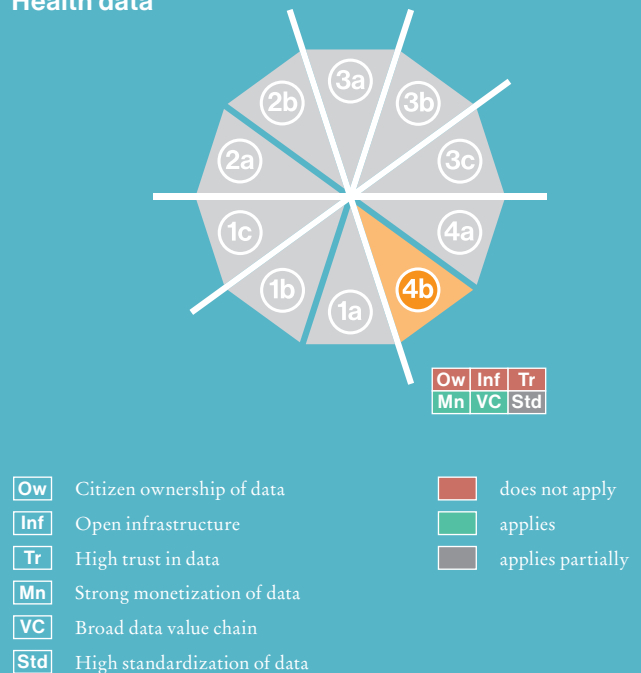 Health data
3a
2b
3b
2a
3c
1c
4a
1b
4b
1a
Ow Inf Tr
Mn VC Std
Ow Citizen ownership of data
does not apply
Inf Open infrastructure
applies
Tr High trust in data
applies partially
Mn Strong monetization of data
VC Broad data value chain
Std High standardization of data